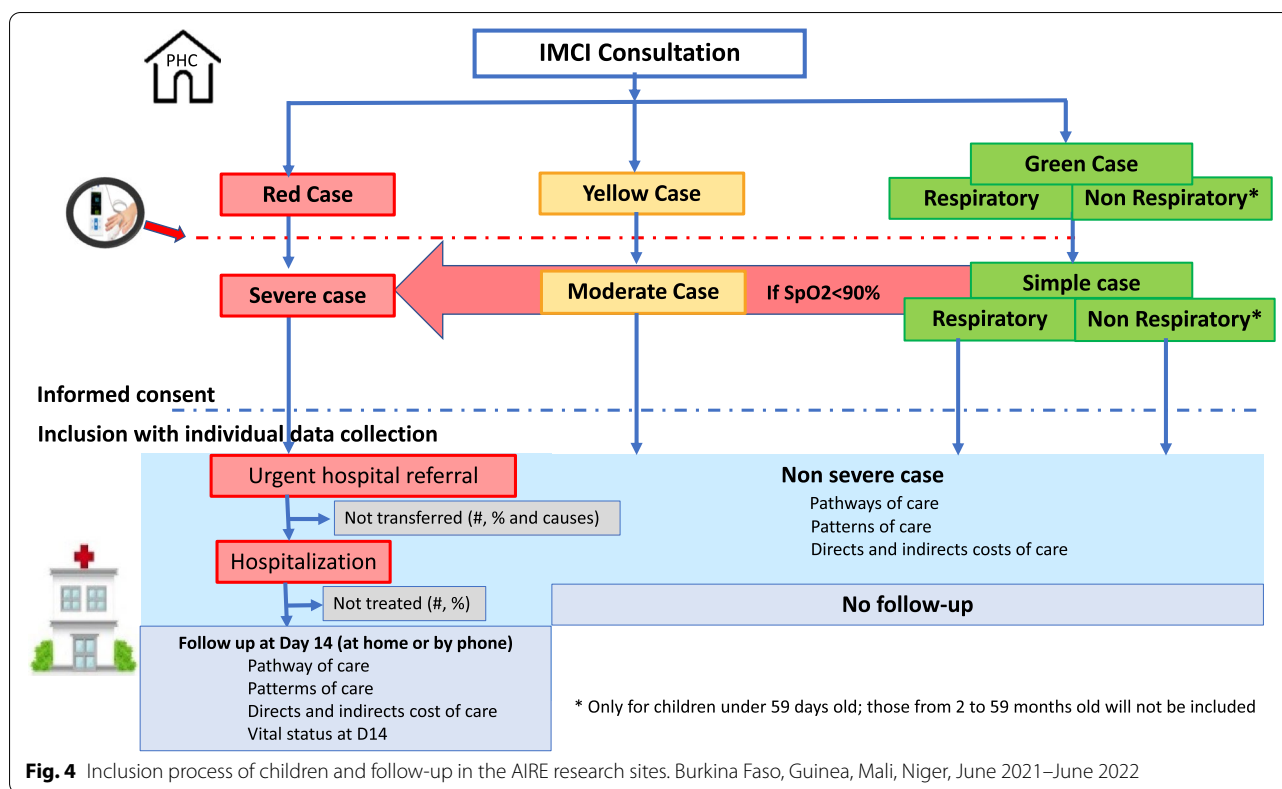 PHC
IMCI Consultation
Red Case
Yellow Case
Green Case
Respiratory
Non Respiratory*
Severe case
Moderate Case
If SpO2<90%
Simple case
Respiratory
Non Respiratory*
Informed consent
Inclusion with individual data collection
Urgent hospital referral
Not transferred (#, % and causes)
Hospitalization
Not treated (#, %)
Follow up at Day 14 (at home or by phone)
Pathway of care
Patterms of care
Directs and indirects cost of care
Vital status at D14
Non severe case
Pathways of care
Patterns of care
Directs and indirects costs of care
No follow-up
* Only for children under 59 days old; those from 2 to 59 months old will not be included
Fig. 4 Inclusion process of children and follow-up in the AIRE research sites. Burkina Faso, Guinea, Mali, Niger, June 2021–June 2022